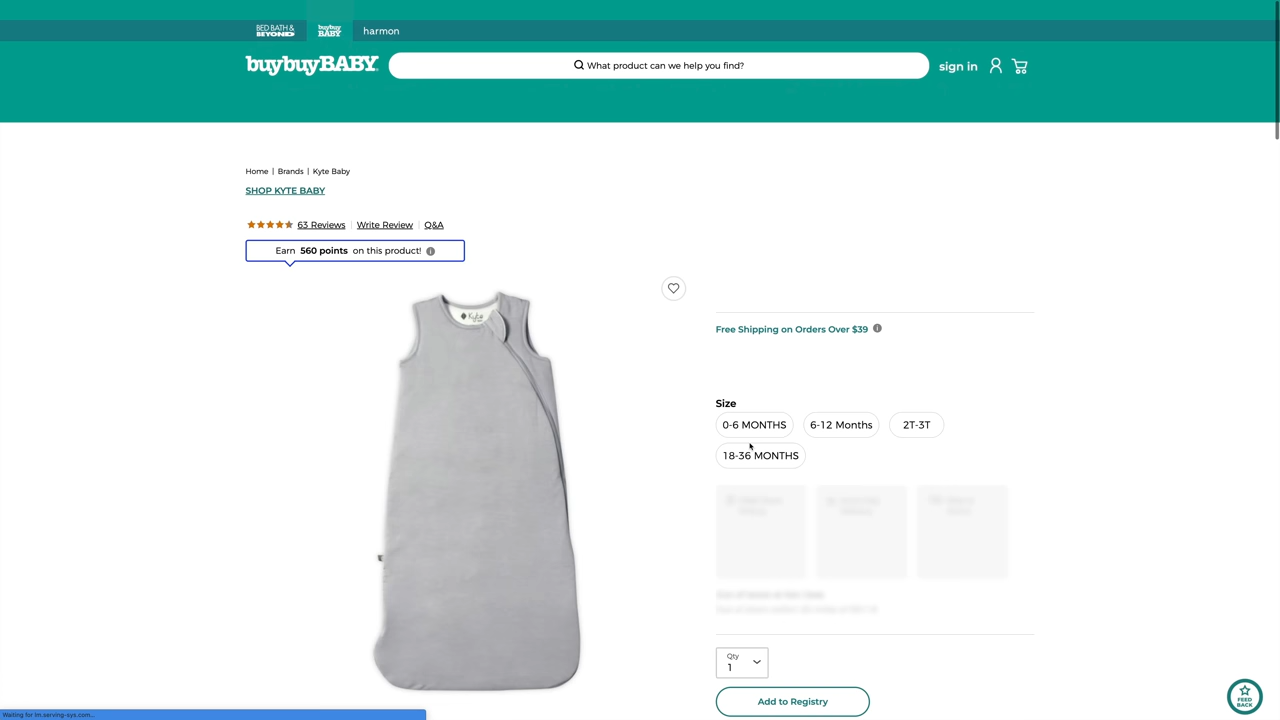 BED BATH &
BEYOND
buybuy
BABY
harmon
buybuyBABY
What product can we help you find?
sign in
Home | Brands | Kyte Baby
SHOP KYTE BABY
63 Reviews | Write Review | Q&A
Earn 560 points on this product!
Kyte
Free Shipping on Orders Over $39
Size
0-6 MONTHS
6-12 Months
2T-3T
18-36 MONTHS
Qty
1
Add to Registry
FEED
BACK
Waiting for lm.serving-sys.com...